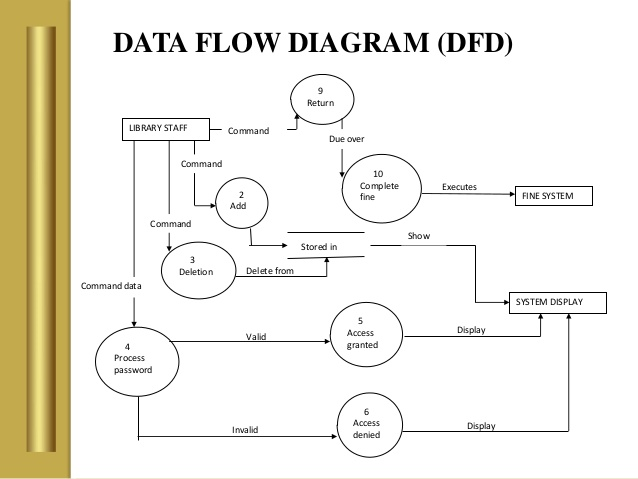 DATA FLOW DIAGRAM (DFD)
9
Return
LIBRARY STAFF
Command
Due over
Command
10
Complete
fine
Executes
FINE SYSTEM
2
Add
Command
Show
Stored in
3
Deletion
Delete from
Command data
SYSTEM DISPLAY
5
Access
granted
Display
Valid
4
Process
password
6
Access
denied
Display
Invalid